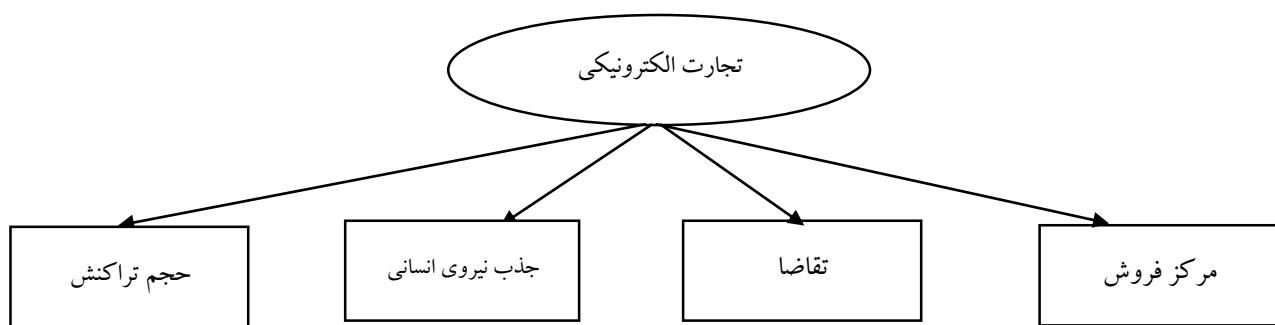 تجارت الکترونیکی
مرکز فروش
تقاضا
جذب نیروی انسانی
حجم تراکنش